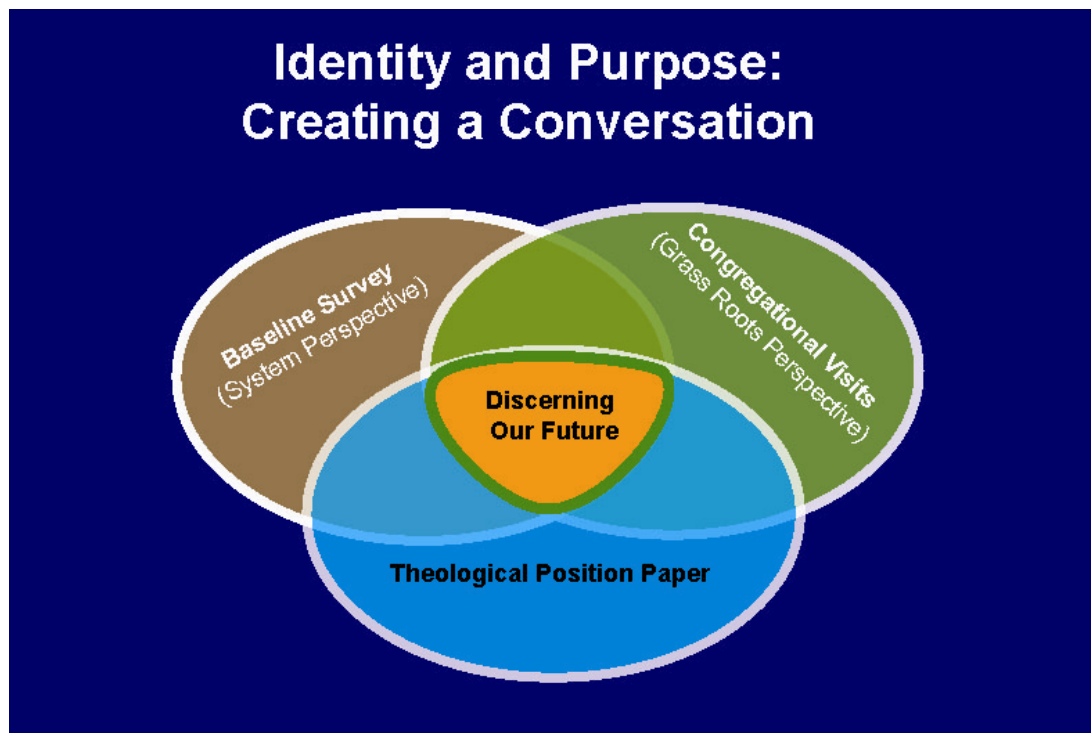 Identity and Purpose:
Creating a Conversation
Baseline Survey
(System Perspective)
Congregational Visits
(Grass Roots Perspective)
Discerning
Our Future
Theological Position Paper